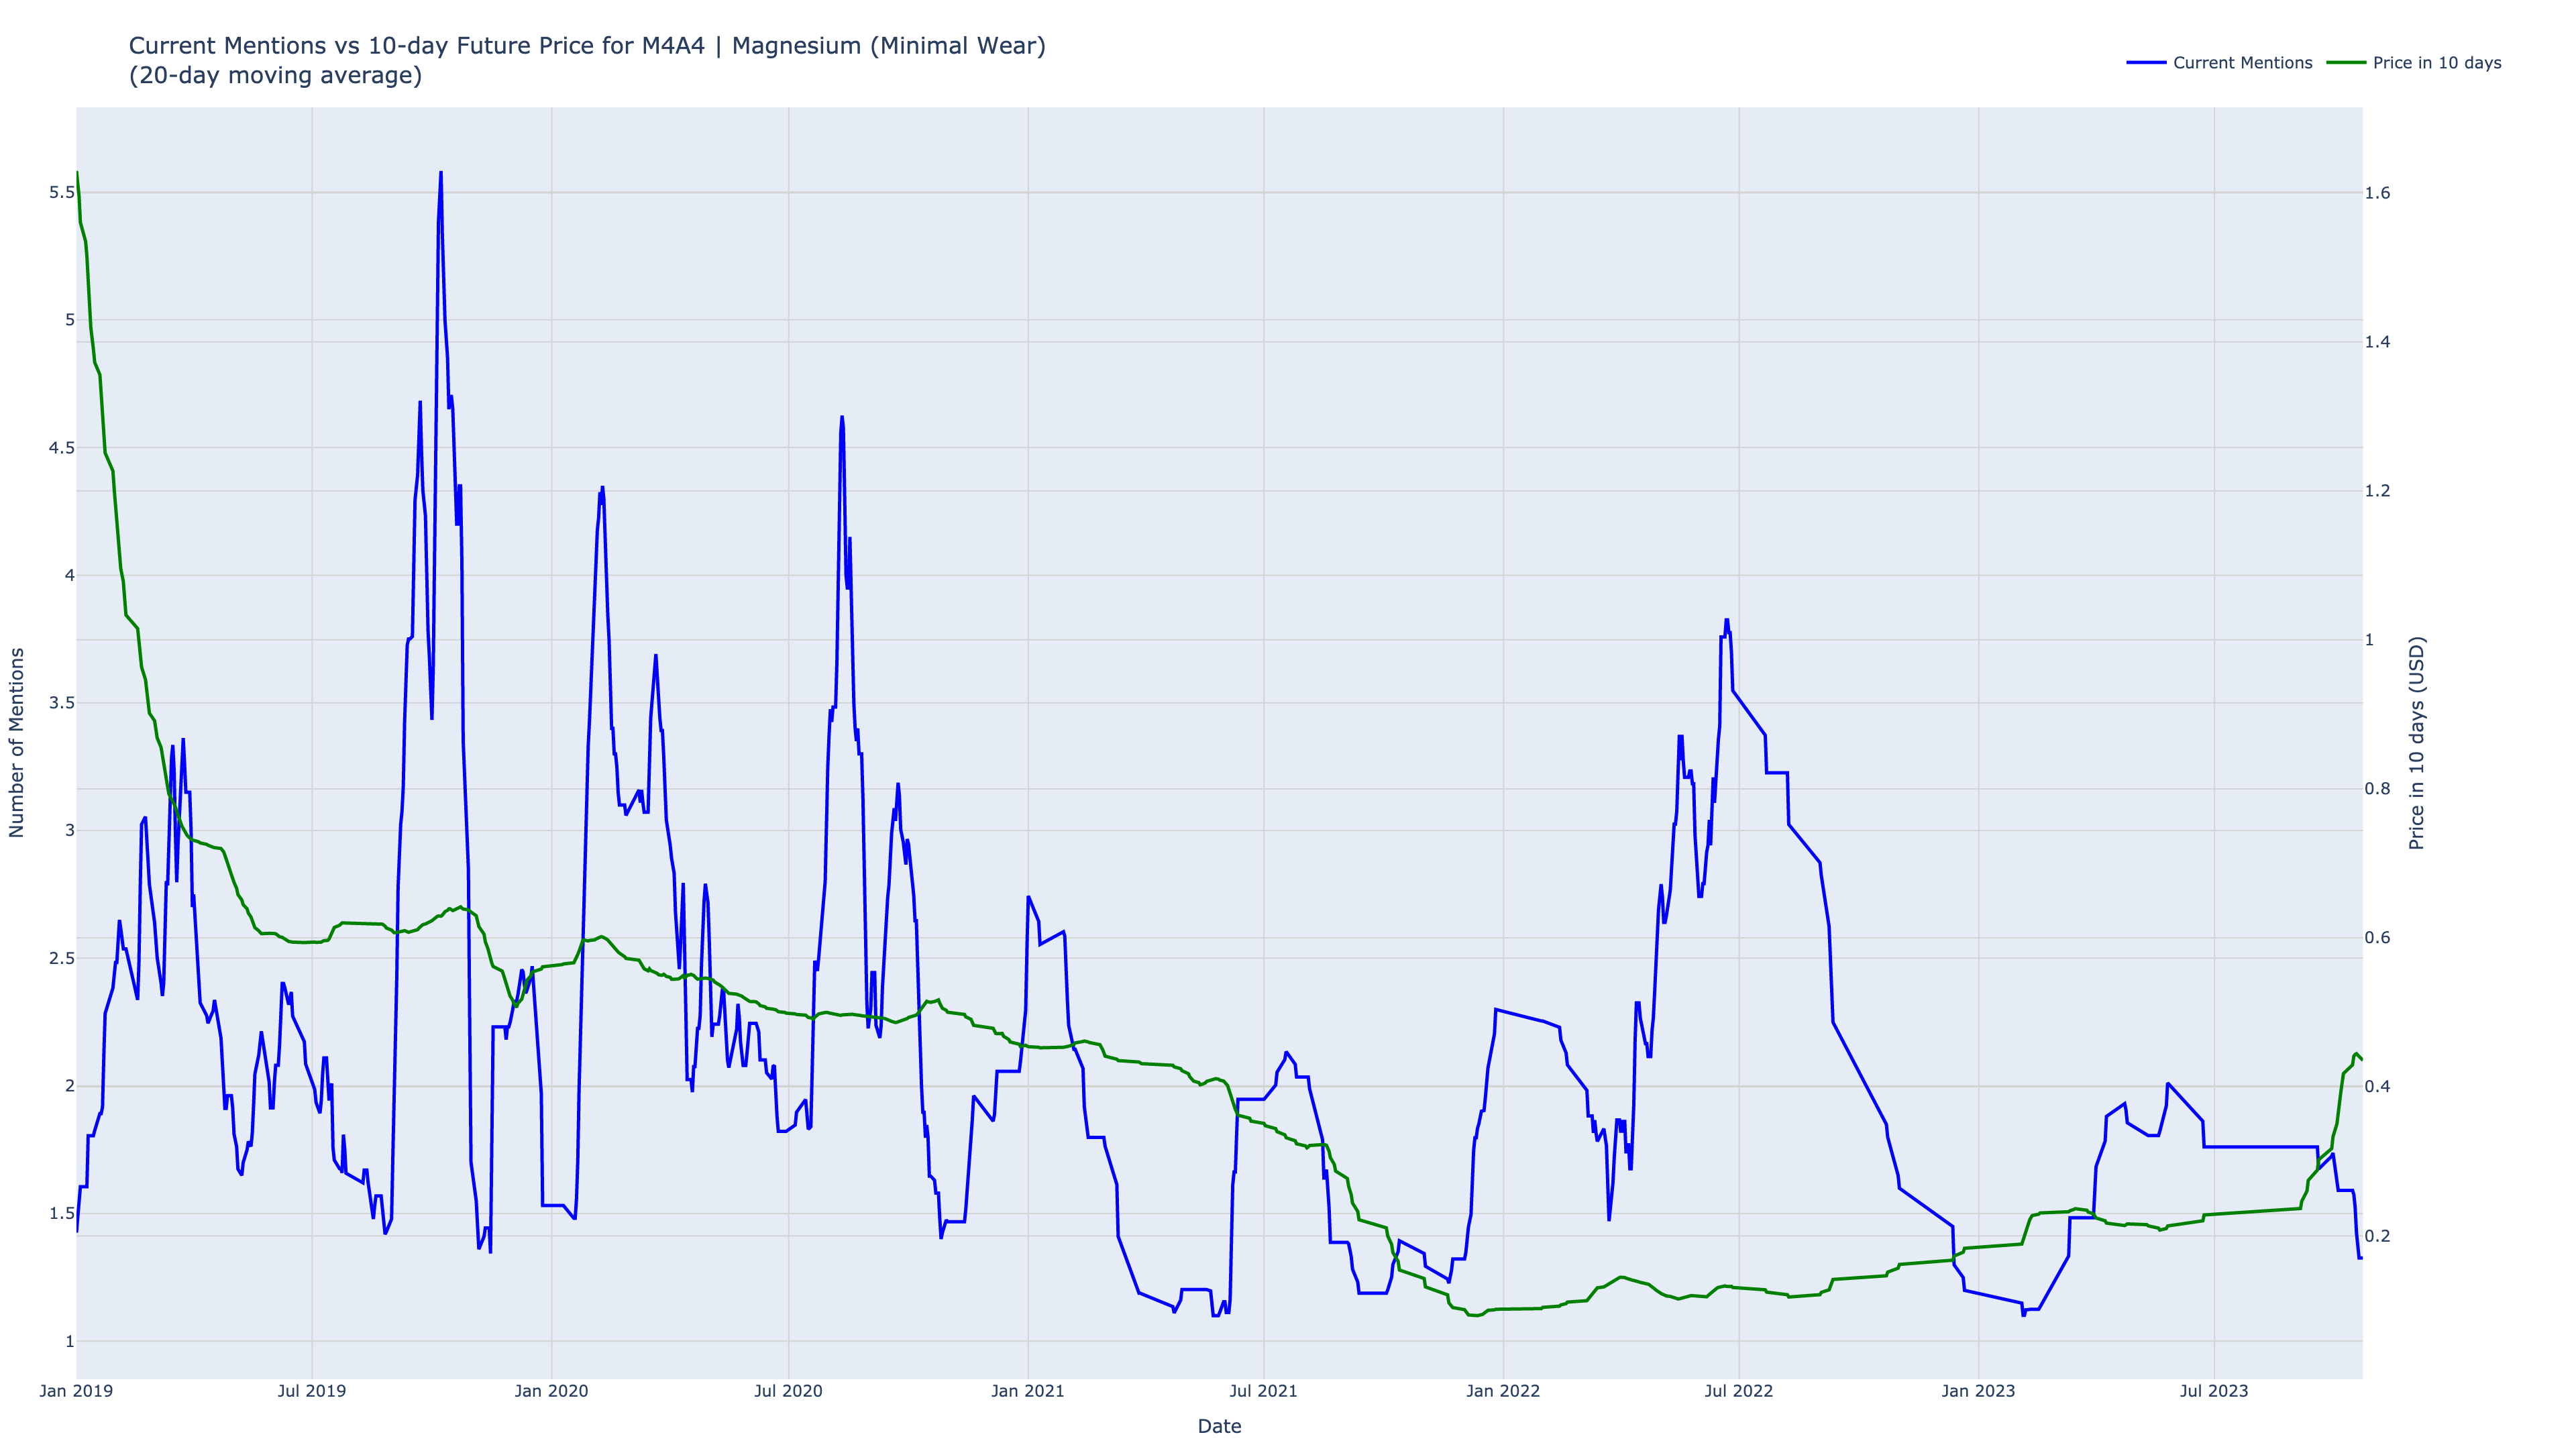 Current Mentions vs 10-day Future Price for M4A4 | Magnesium (Minimal Wear)
(20-day moving average)
Current Mentions
Price in 10 days
5.5
5
4.5
4
3.5
3
2.5
2
1.5
1
Number of Mentions
1.6
1.4
1.2
1
0.8
0.6
0.4
0.2
Price in 10 days (USD)
Jan 2019
Jul 2019
Jan 2020
Jul 2020
Jan 2021
Jul 2021
Jan 2022
Jul 2022
Jan 2023
Jul 2023
Date